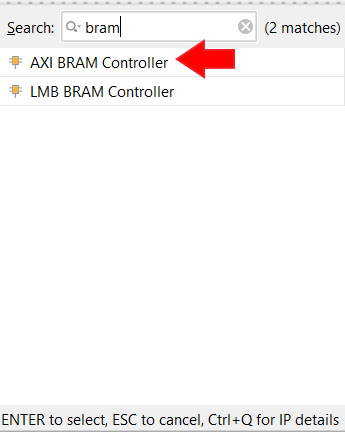 Search: bram (2 matches)
AXI BRAM Controller
LMB BRAM Controller
ENTER to select, ESC to cancel, Ctrl+Q for IP details